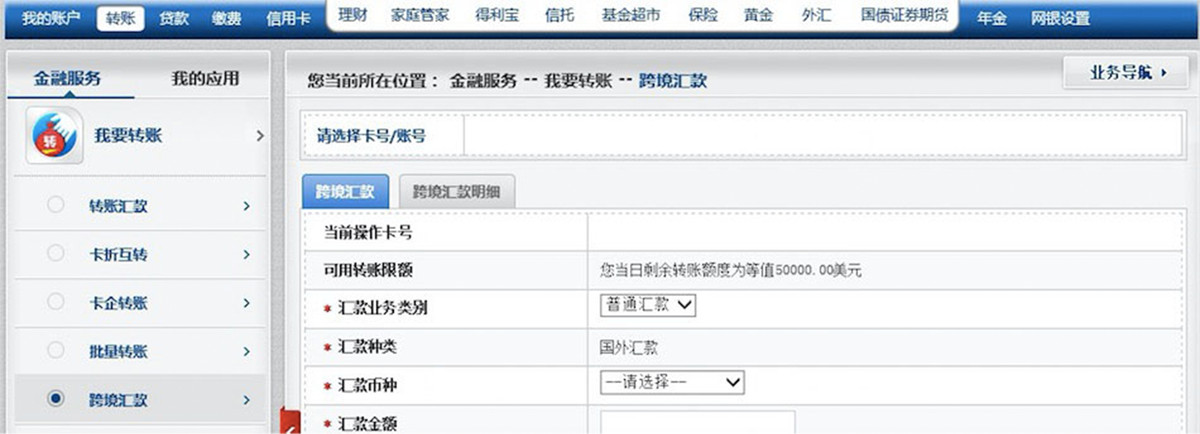 我的账户 转账 贷款 缴费 信用卡 理财 家庭管家 得利宝 信托 基金超市 保险 黄金 外汇 国债证券期货 年金 网银设置
金融服务 我的应用
转 我要转账
转账汇款
卡折互转
卡企转账
批量转账
跨境汇款
您当前所在位置： 金融服务 -- 我要转账 -- 跨境汇款 业务导航
请选择卡号/账号
跨境汇款 跨境汇款明细
当前操作卡号
可用转账限额 您当日剩余转账额度为等值50000.00美元
* 汇款业务类别 普通汇款
* 汇款种类 国外汇款
* 汇款币种 --请选择--
* 汇款金额